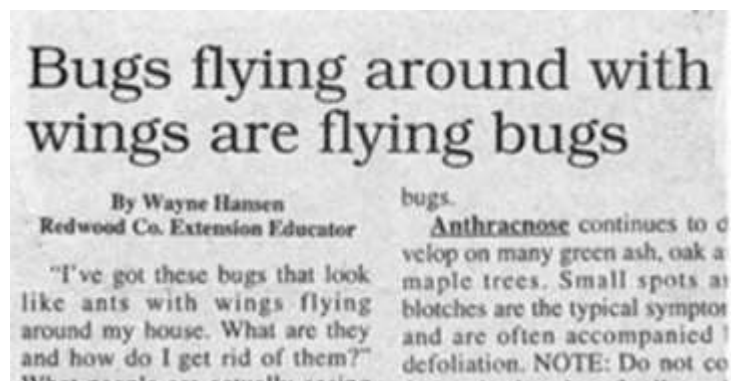 Bugs flying around with
wings are flying bugs
By Wayne Hansen
Redwood Co. Extension Educator
"I've got these bugs that look
like ants with wings flying
around my house. What are they
and how do I get rid of them?"
bugs.
Anthracnose continues to
velop on many green ash, oak
maple trees. Small spots
blotches are the typical
and are often accompanied
defoliation. NOTE: Do not